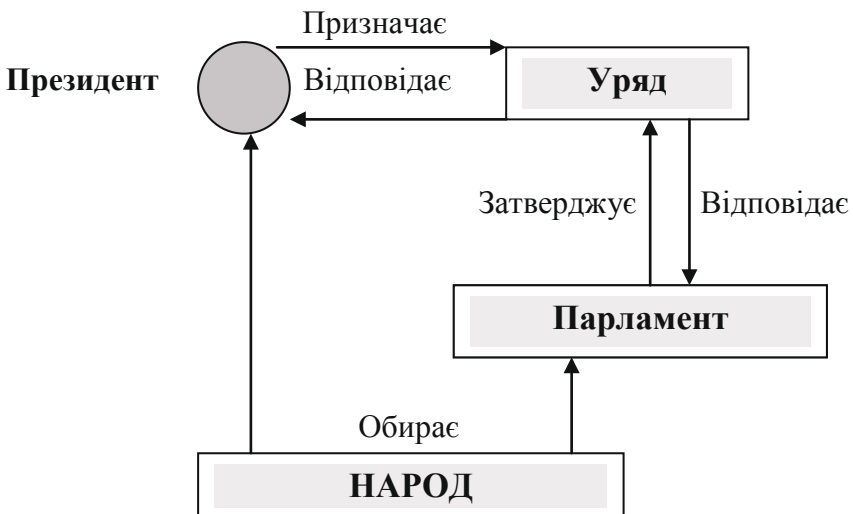 Призначає
Президент
Відповідає
Уряд
Затверджує
Відповідає
Парламент
Обирає
НАРОД